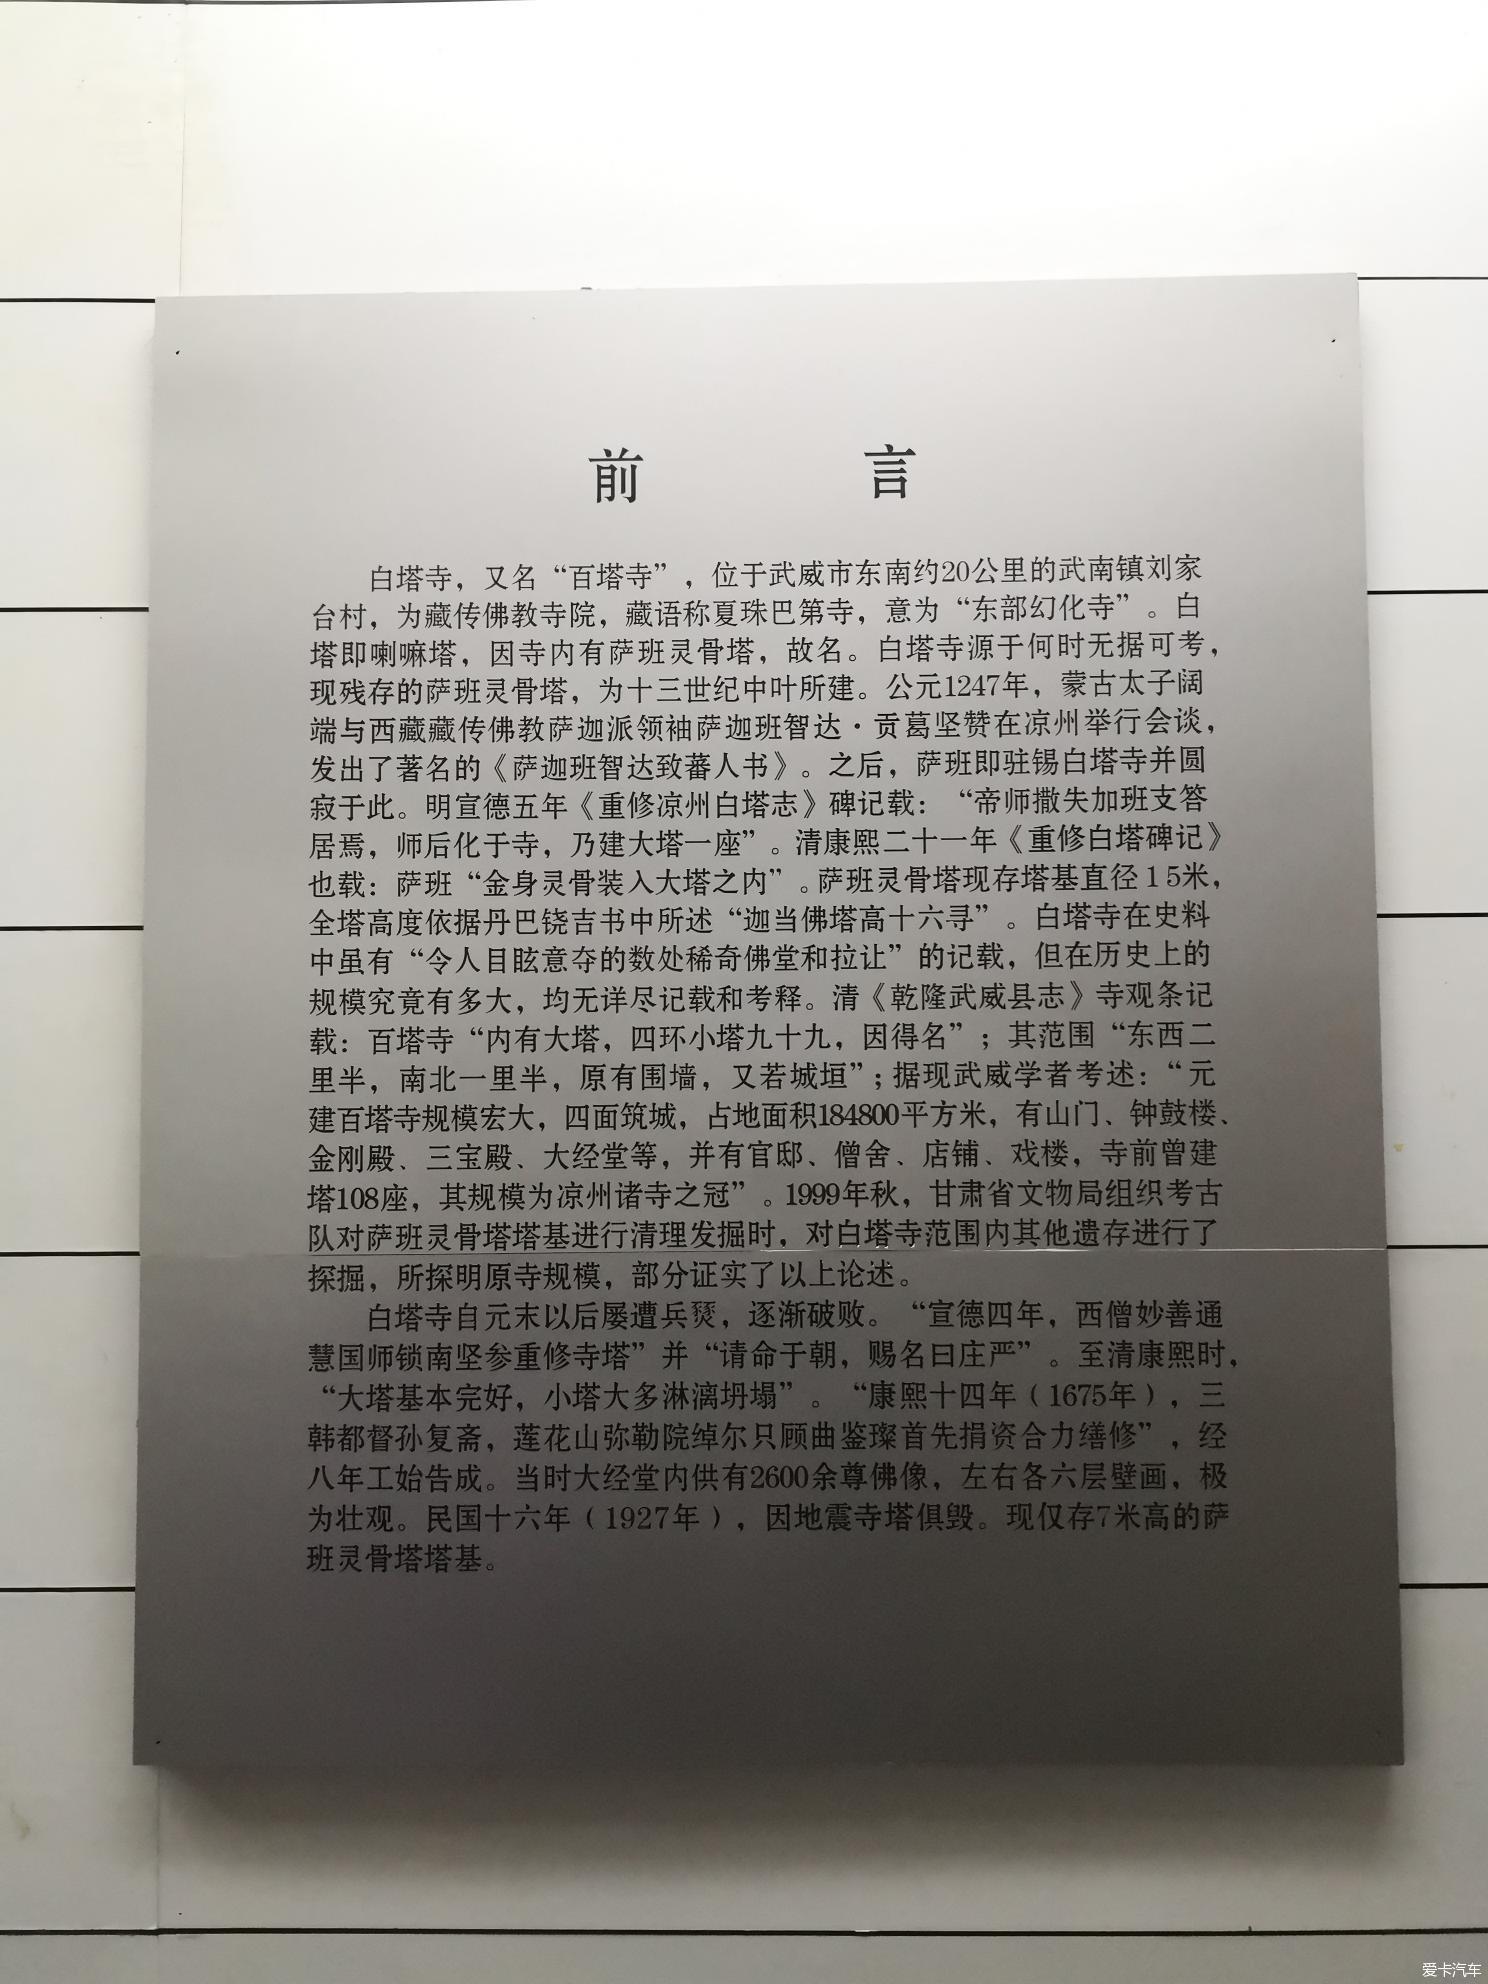 前 言
白塔寺，又名“百塔寺”，位于武威市东南约20公里的武南镇刘家
台村，为藏传佛教寺院，藏语称夏珠巴第寺，意为“东部幻化寺”。白
塔即喇嘛塔，因寺内有萨班灵骨塔，故名。白塔寺源于何时无据可考，
现残存的萨班灵骨塔，为十三世纪中叶所建。公元1247年，蒙古太子阔
端与西藏藏传佛教萨迦派领袖萨迦班智达·贡葛坚赞在凉州举行会谈，
发出了著名的《萨迦班智达致蕃人书》。之后，萨班即驻锡白塔寺并圆
寂于此。明宣德五年《重修凉州白塔志》碑记载：“帝师撒失加班支答
居焉，师后化于寺，乃建大塔一座”。清康熙二十一年《重修白塔碑记》
也载：萨班“金身灵骨装入大塔之内”。萨班灵骨塔现存塔基直径15米，
全塔高度依据丹巴饶吉书中所述“迦当佛塔高十六寻”。白塔寺在史料
中虽有“令人目眩意夺的数处稀奇佛堂和拉让”的记载，但在历史上的
规模究竟有多大，均无详尽记载和考释。清《乾隆武威县志》寺观条记
载：百塔寺“内有大塔，四环小塔九十九，因得名”；其范围“东西二
里半，南北一里半，原有围墙，又若城垣”；据现武威学者考述：“元
建百塔寺规模宏大，四面筑城，占地面积184800平方米，有山门、钟鼓楼、
金刚殿、三宝殿、大经堂等，并有官邸、僧舍、店铺、戏楼，寺前曾建
塔108座，其规模为凉州诸寺之冠”。1999年秋，甘肃省文物局组织考古
队对萨班灵骨塔塔基进行清理发掘时，对白塔寺范围内其他遗存进行了
探掘，所探明原寺规模，部分证实了以上论述。
白塔寺自元末以后屡遭兵燹，逐渐破败。“宣德四年，西僧妙善通
慧国师锁南坚参重修寺塔”并“请命于朝，赐名曰庄严”。至清康熙时，
“大塔基本完好，小塔大多淋漓坍塌”。“康熙十四年（1675年），三
韩都督孙复斋，莲花山弥勒院绰尔只顾曲鉴璨首先捐资合力缮修”，经
八年工始告成。当时大经堂内供有2600余尊佛像，左右各六层壁画，极
为壮观。民国十六年（1927年），因地震寺塔俱毁。现仅存7米高的萨
班灵骨塔塔基。
爱卡汽车